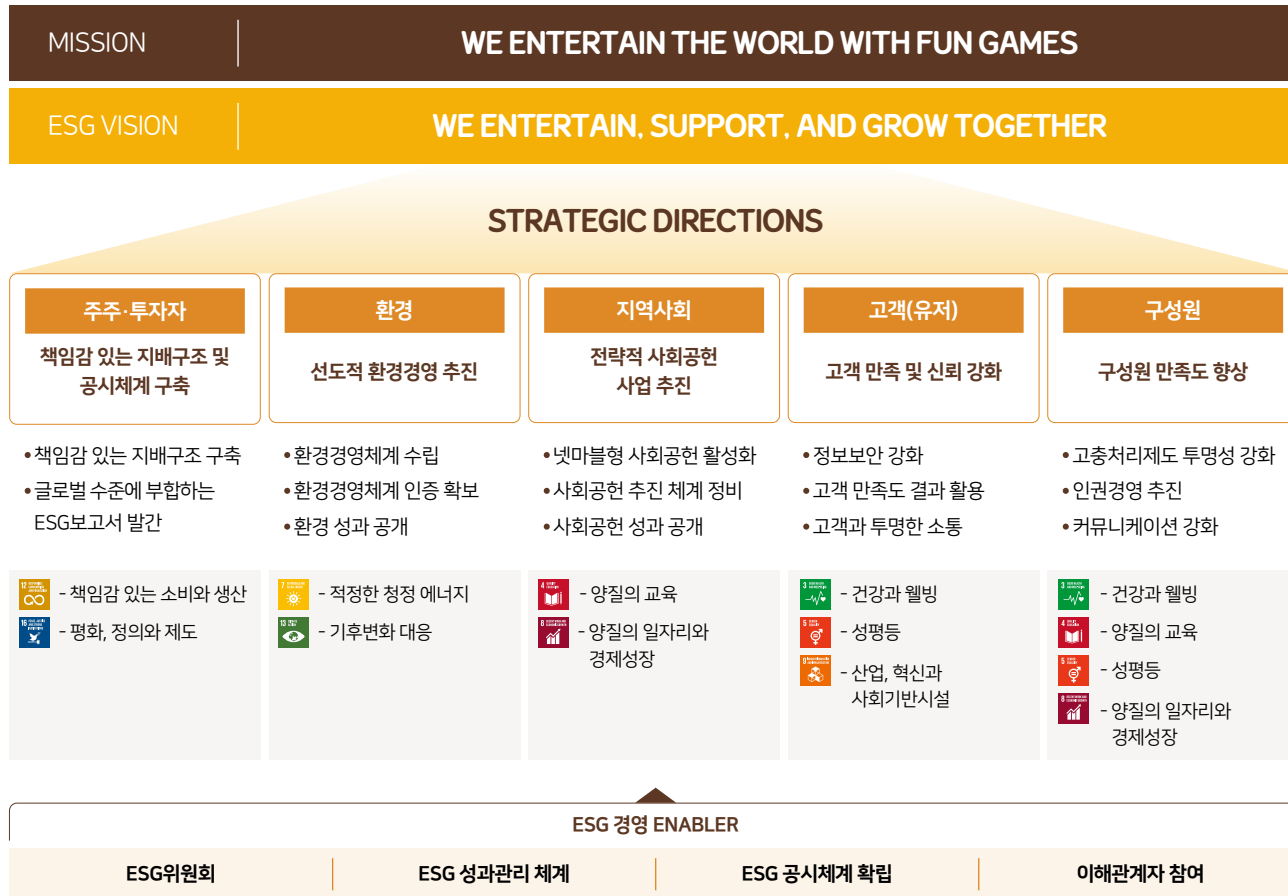 MISSION
WE ENTERTAIN THE WORLD WITH FUN GAMES
ESG VISION
WE ENTERTAIN, SUPPORT, AND GROW TOGETHER
STRATEGIC DIRECTIONS
주주·투자자
책임감 있는 지배구조 및
공시체계 구축
• 책임감 있는 지배구조 구축
• 글로벌 수준에 부합하는
ESG보고서 발간
12
- 책임감 있는 소비와 생산
16
- 평화, 정의와 제도
환경
선도적 환경경영 추진
• 환경경영체계 수립
• 환경경영체계 인증 확보
• 환경 성과 공개
7
- 적정한 청정 에너지
13
- 기후변화 대응
지역사회
전략적 사회공헌
사업 추진
• 넷마블형 사회공헌 활성화
• 사회공헌 추진 체계 정비
• 사회공헌 성과 공개
4
- 양질의 교육
8
- 양질의 일자리와
경제성장
고객(유저)
고객 만족 및 신뢰 강화
• 정보보안 강화
• 고객 만족도 결과 활용
• 고객과 투명한 소통
3
- 건강과 웰빙
5
- 성평등
9
- 산업, 혁신과
사회기반시설
구성원
구성원 만족도 향상
• 고충처리제도 투명성 강화
• 인권경영 추진
• 커뮤니케이션 강화
3
- 건강과 웰빙
4
- 양질의 교육
5
- 성평등
8
- 양질의 일자리와
경제성장
ESG 경영 ENABLER
ESG위원회
ESG 성과관리 체계
ESG 공시체계 확립
이해관계자 참여